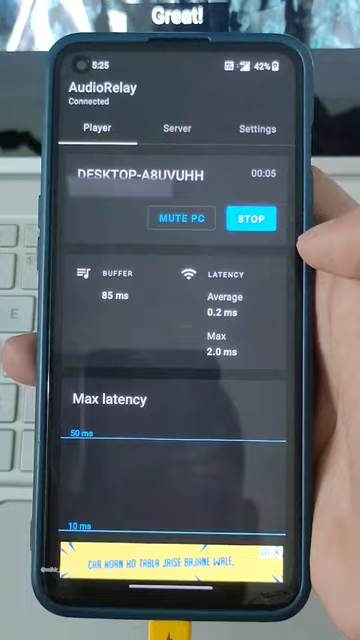 Great!
5:25
42%
AudioRelay
Connected
Player
Server
Settings
DESKTOP-A8UVUHH
00:05
MUTE PC
STOP
BUFFER
85 ms
LATENCY
Average
0.2 ms
Max
2.0 ms
Max latency
50 ms
10 ms
CAR HORN KO TABLA JAISE BAJANE WALE,
E